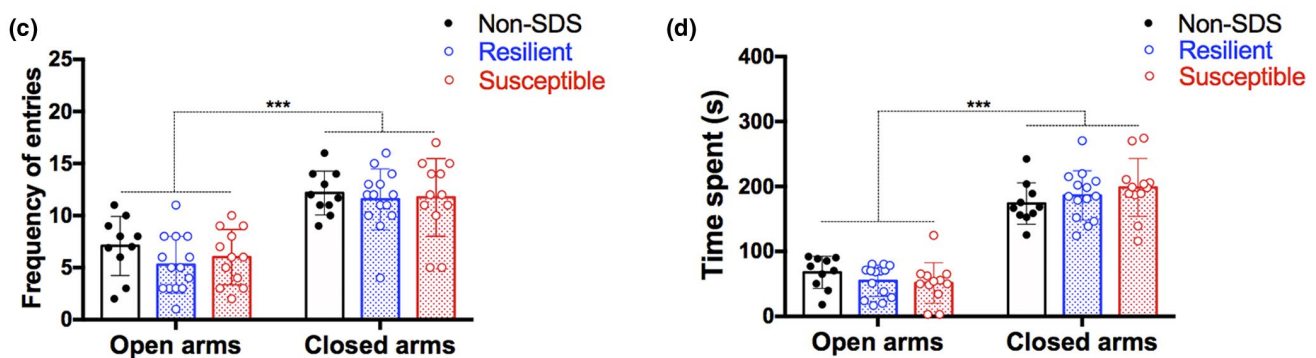 (c)
Non-SDS
Resilient
Susceptible
Frequency of entries
25
20
15
10
5
0
***
Open arms
Closed arms
(d)
Non-SDS
Resilient
Susceptible
Time spent (s)
400
300
200
100
0
***
Open arms
Closed arms